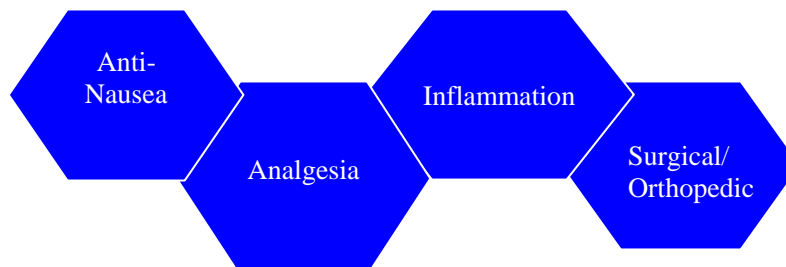 Anti-
Nausea
Analgesia
Inflammation
Surgical/
Orthopedic